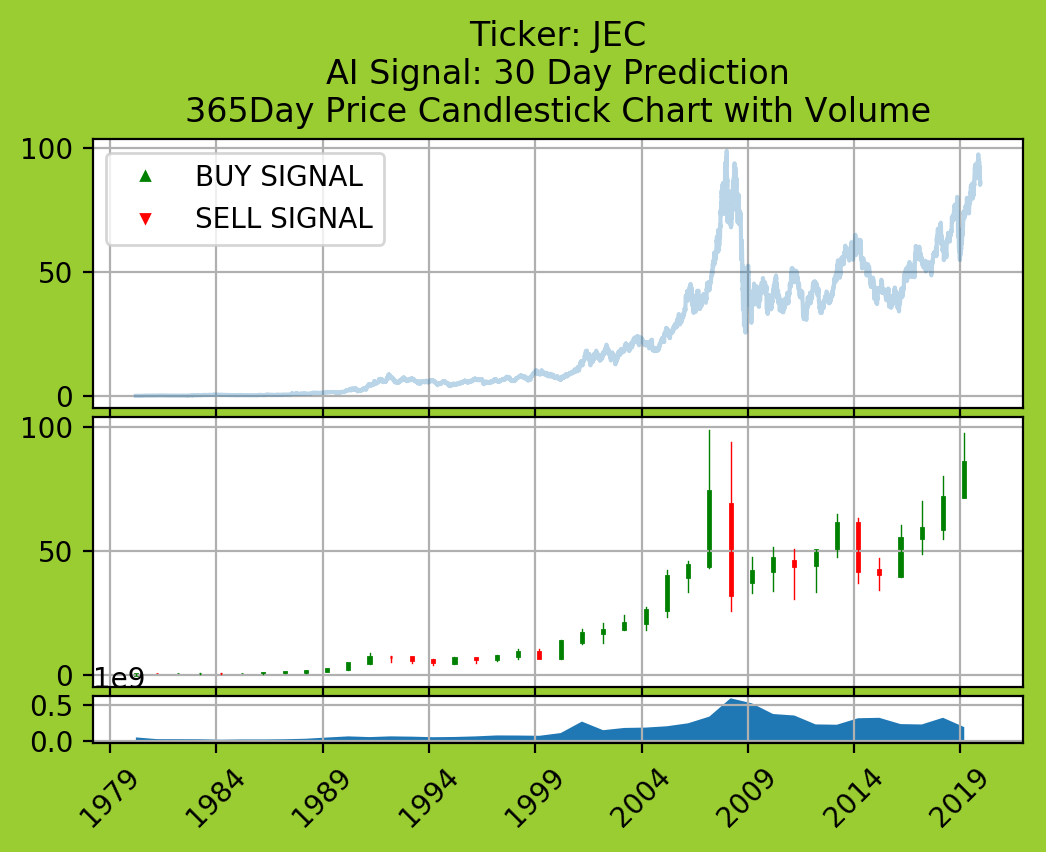 Ticker: JEC
AI Signal: 30 Day Prediction
365Day Price Candlestick Chart with Volume
100
BUY SIGNAL
SELL SIGNAL
50
0
100
50
0
1e9
0.5
0.0
1979
1984
1989
1994
1999
2004
2009
2014
2019